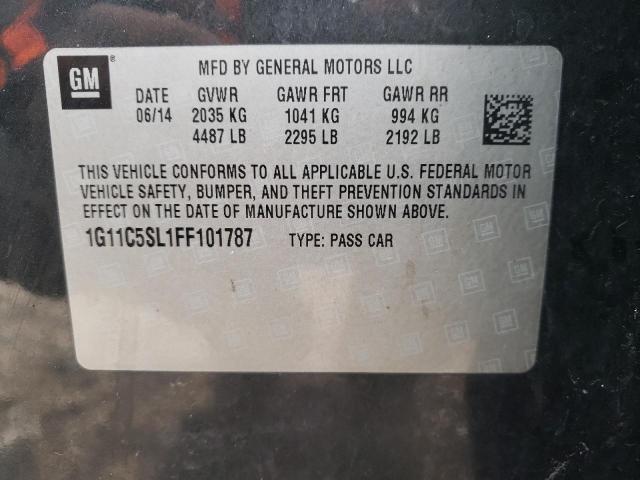 GM®
MFD BY GENERAL MOTORS LLC
DATE GVWR GAWR FRT GAWR RR
06/14 2035 KG 1041 KG 994 KG
4487 LB 2295 LB 2192 LB
THIS VEHICLE CONFORMS TO ALL APPLICABLE U.S. FEDERAL MOTOR
VEHICLE SAFETY, BUMPER, AND THEFT PREVENTION STANDARDS IN
EFFECT ON THE DATE OF MANUFACTURE SHOWN ABOVE.
1G11C5SL1FF101787 TYPE: PASS CAR